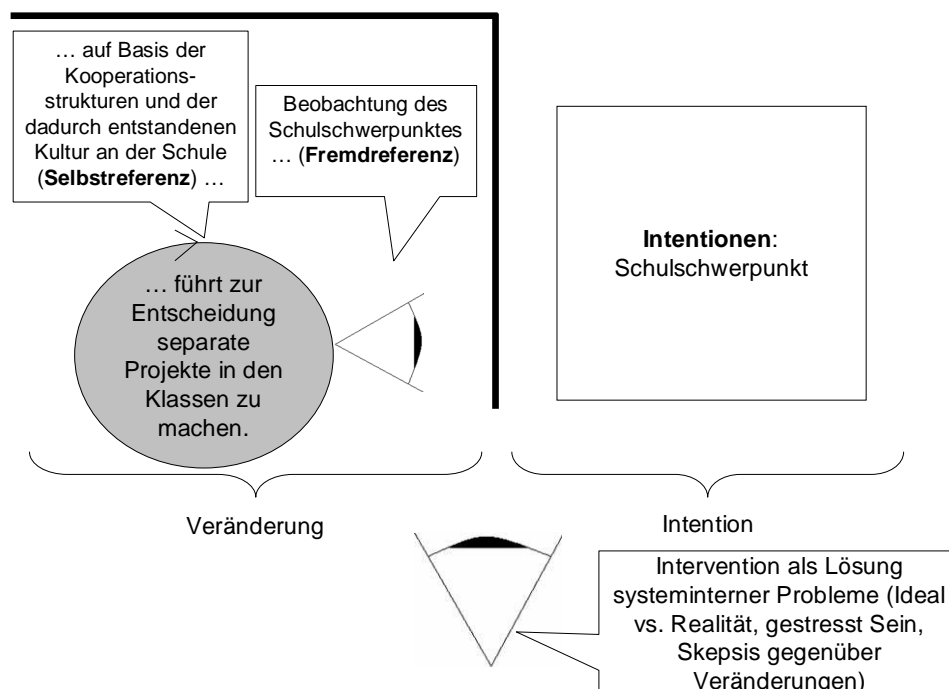 … auf Basis der
Kooperations-
strukturen und der
dadurch entstandenen
Kultur an der Schule
(Selbstreferenz) …
Beobachtung des
Schulschwerpunktes
… (Fremdreferenz)
Intentionen:
Schulschwerpunkt
… führt zur
Entscheidung
separate
Projekte in den
Klassen zu
machen.
Veränderung
Intention
Intervention als Lösung
systeminterner Probleme (Ideal
vs. Realität, gestresst Sein,
Skepsis gegenüber
Veränderungen)